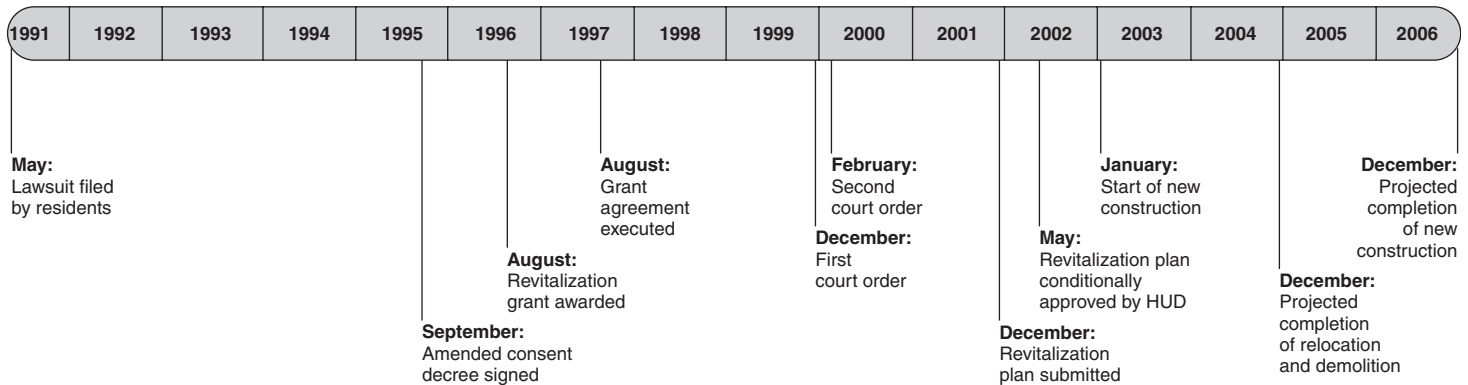 1991 1992 1993 1994 1995 1996 1997 1998 1999 2000 2001 2002 2003 2004 2005 2006
May:
Lawsuit filed
by residents
September:
Amended consent
decree signed
August:
Revitalization
grant awarded
August:
Grant
agreement
executed
December:
First
court order
February:
Second
court order
December:
Revitalization
plan submitted
May:
Revitalization plan
conditionally
approved by HUD
January:
Start of new
construction
December:
Projected
completion
of relocation
and demolition
December:
Projected
completion
of new
construction